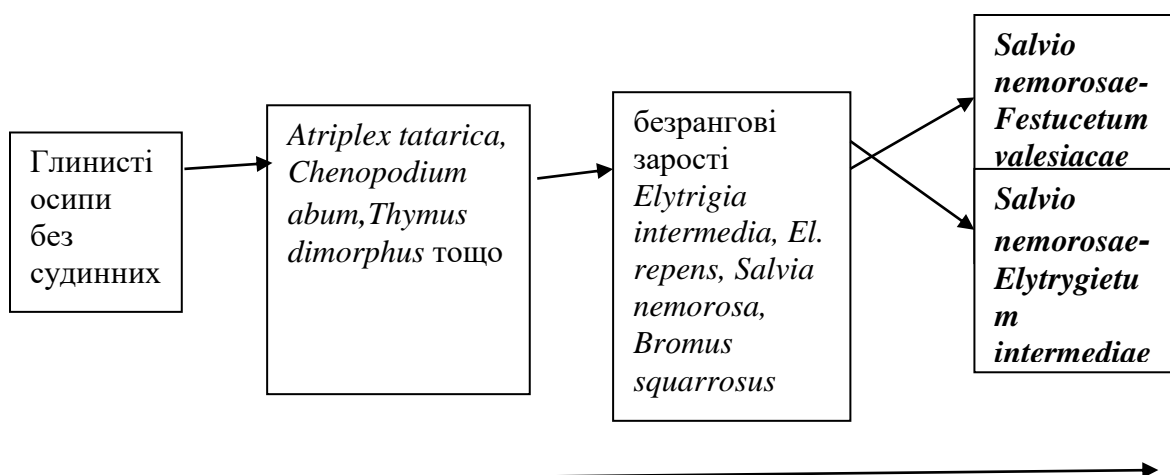 Глинисті
осипи
без
судинних
Atriplex tatarica,
Chenopodium
abum,Thymus
dimorphus тощо
безрангові
зарості
Elytrigia
intermedia, El.
repens, Salvia
nemorosa,
Bromus
squarrosus
Salvio
nemorosae-
Festucetum
valesiacae
Salvio
nemorosae-
Elytrygietu
m
intermediae